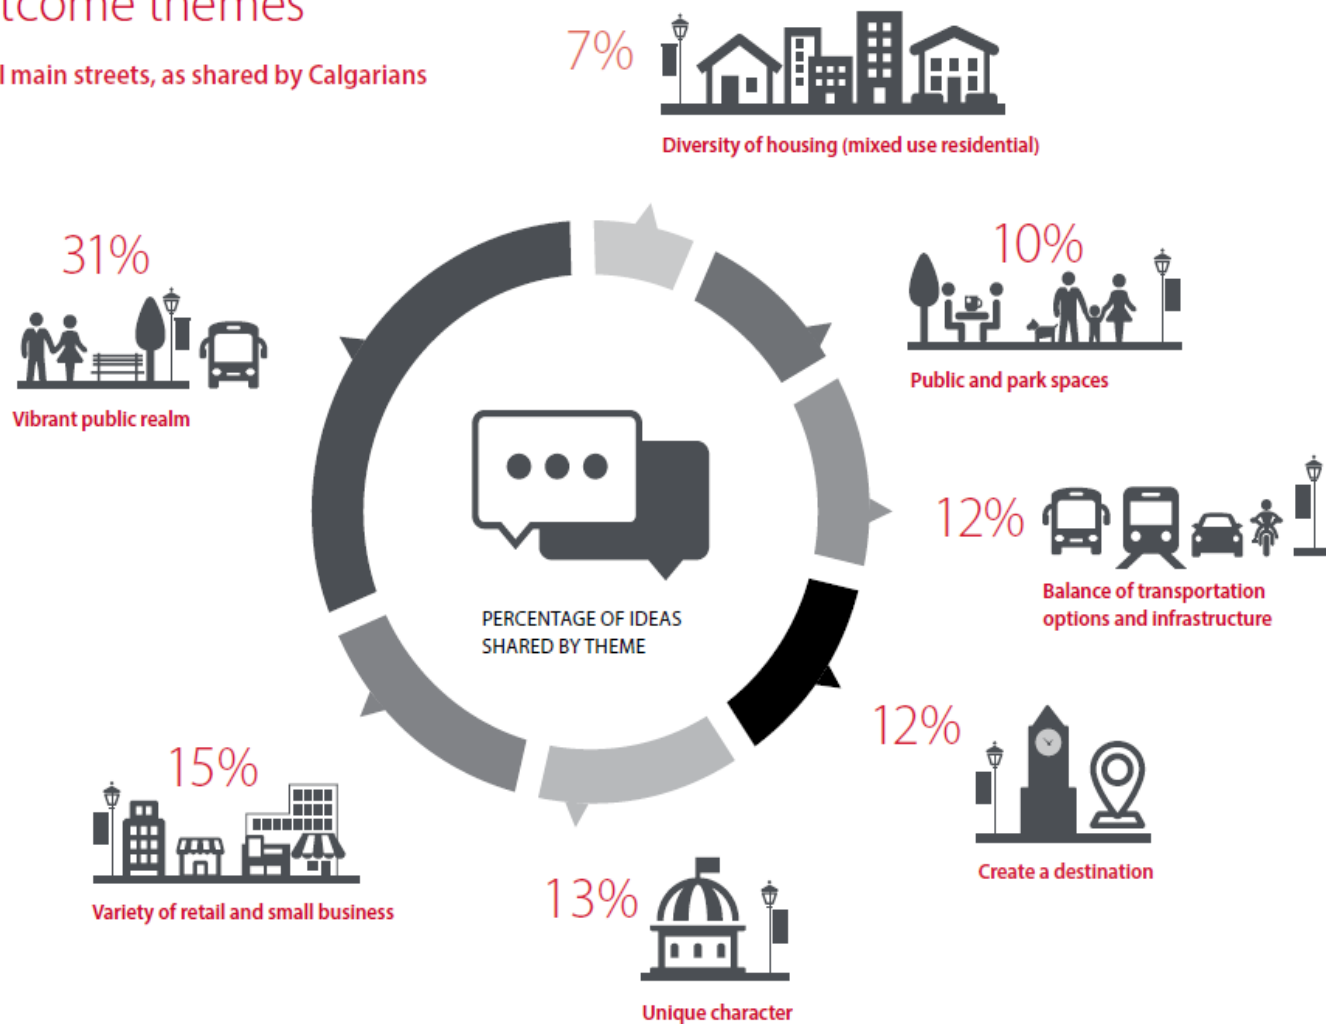 tcome themes
l main streets, as shared by Calgarians
7%
Diversity of housing (mixed use residential)
31%
Vibrant public realm
10%
Public and park spaces
12%
Balance of transportation
options and infrastructure
PERCENTAGE OF IDEAS
SHARED BY THEME
12%
Create a destination
15%
Variety of retail and small business
13%
Unique character